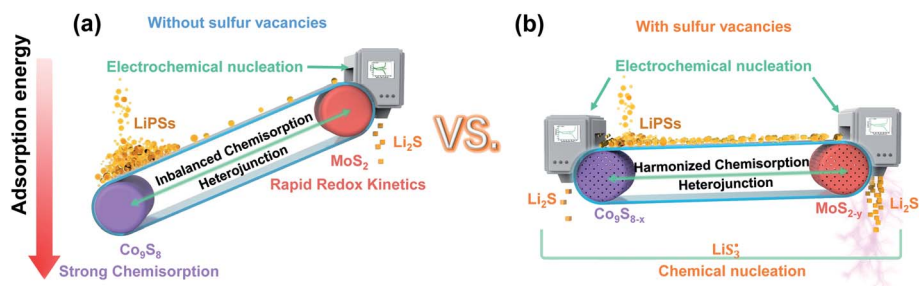 (a)
Without sulfur vacancies
Adsorption energy
Electrochemical nucleation
LiPSs
Inbalanced Chemisorption
Heterojunction
Li₂S
MoS₂
Rapid Redox Kinetics
Co₉S₈
Strong Chemisorption
VS.
(b)
With sulfur vacancies
Electrochemical nucleation
LiPSs
Harmonized Chemisorption
Heterojunction
Li₂S
Co₉S₈₋ₓ
MoS₂₋y
Li₂S
LiS₃•
Chemical nucleation